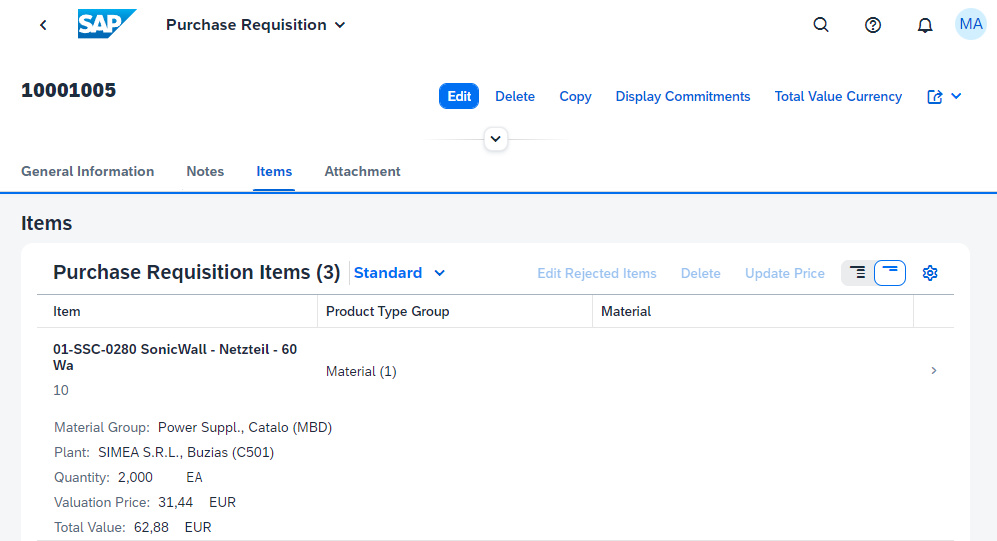 SAP Purchase Requisition MA
10001005
Edit Delete Copy Display Commitments Total Value Currency
General Information Notes Items Attachment
Items
Purchase Requisition Items (3) Standard Edit Rejected Items Delete Update Price
Item Product Type Group Material
01-SSC-0280 SonicWall - Netzteil - 60
Wa
Material (1)
10
Material Group: Power Suppl., Catalo (MBD)
Plant: SIMEA S.R.L., Buzias (C501)
Quantity: 2,000 EA
Valuation Price: 31,44 EUR
Total Value: 62,88 EUR